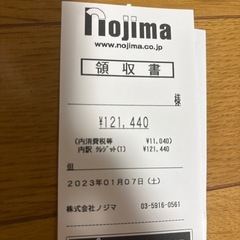 nojima
www.nojima.co.jp
領収書
様
¥121,440
(内消費税等 ¥11,040)
内訳 クレジット(1) ¥121,440
但
2023年01月07日(土)
株式会社ノジマ 03-5916-0561